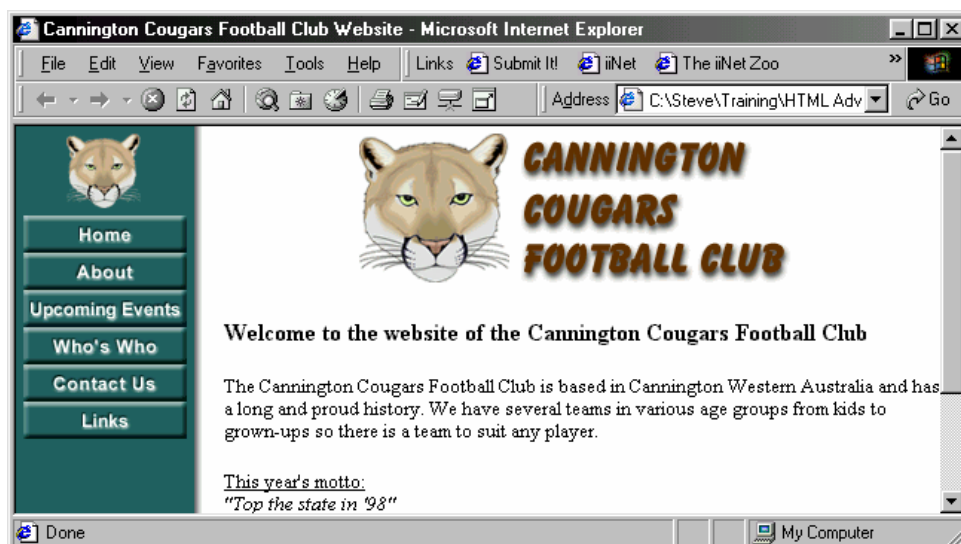 Cannington Cougars Football Club Website - Microsoft Internet Explorer
File Edit View Favorites Tools Help Links Submit It! iiNet The iiNet Zoo »
Address C:\Steve\Training\HTML Adv Go
Home
About
Upcoming Events
Who's Who
Contact Us
Links
CANNINGTON
COUGARS
FOOTBALL CLUB
Welcome to the website of the Cannington Cougars Football Club
The Cannington Cougars Football Club is based in Cannington Western Australia and has
a long and proud history. We have several teams in various age groups from kids to
grown-ups so there is a team to suit any player.
This year's motto:
"Top the state in '98"
Done My Computer